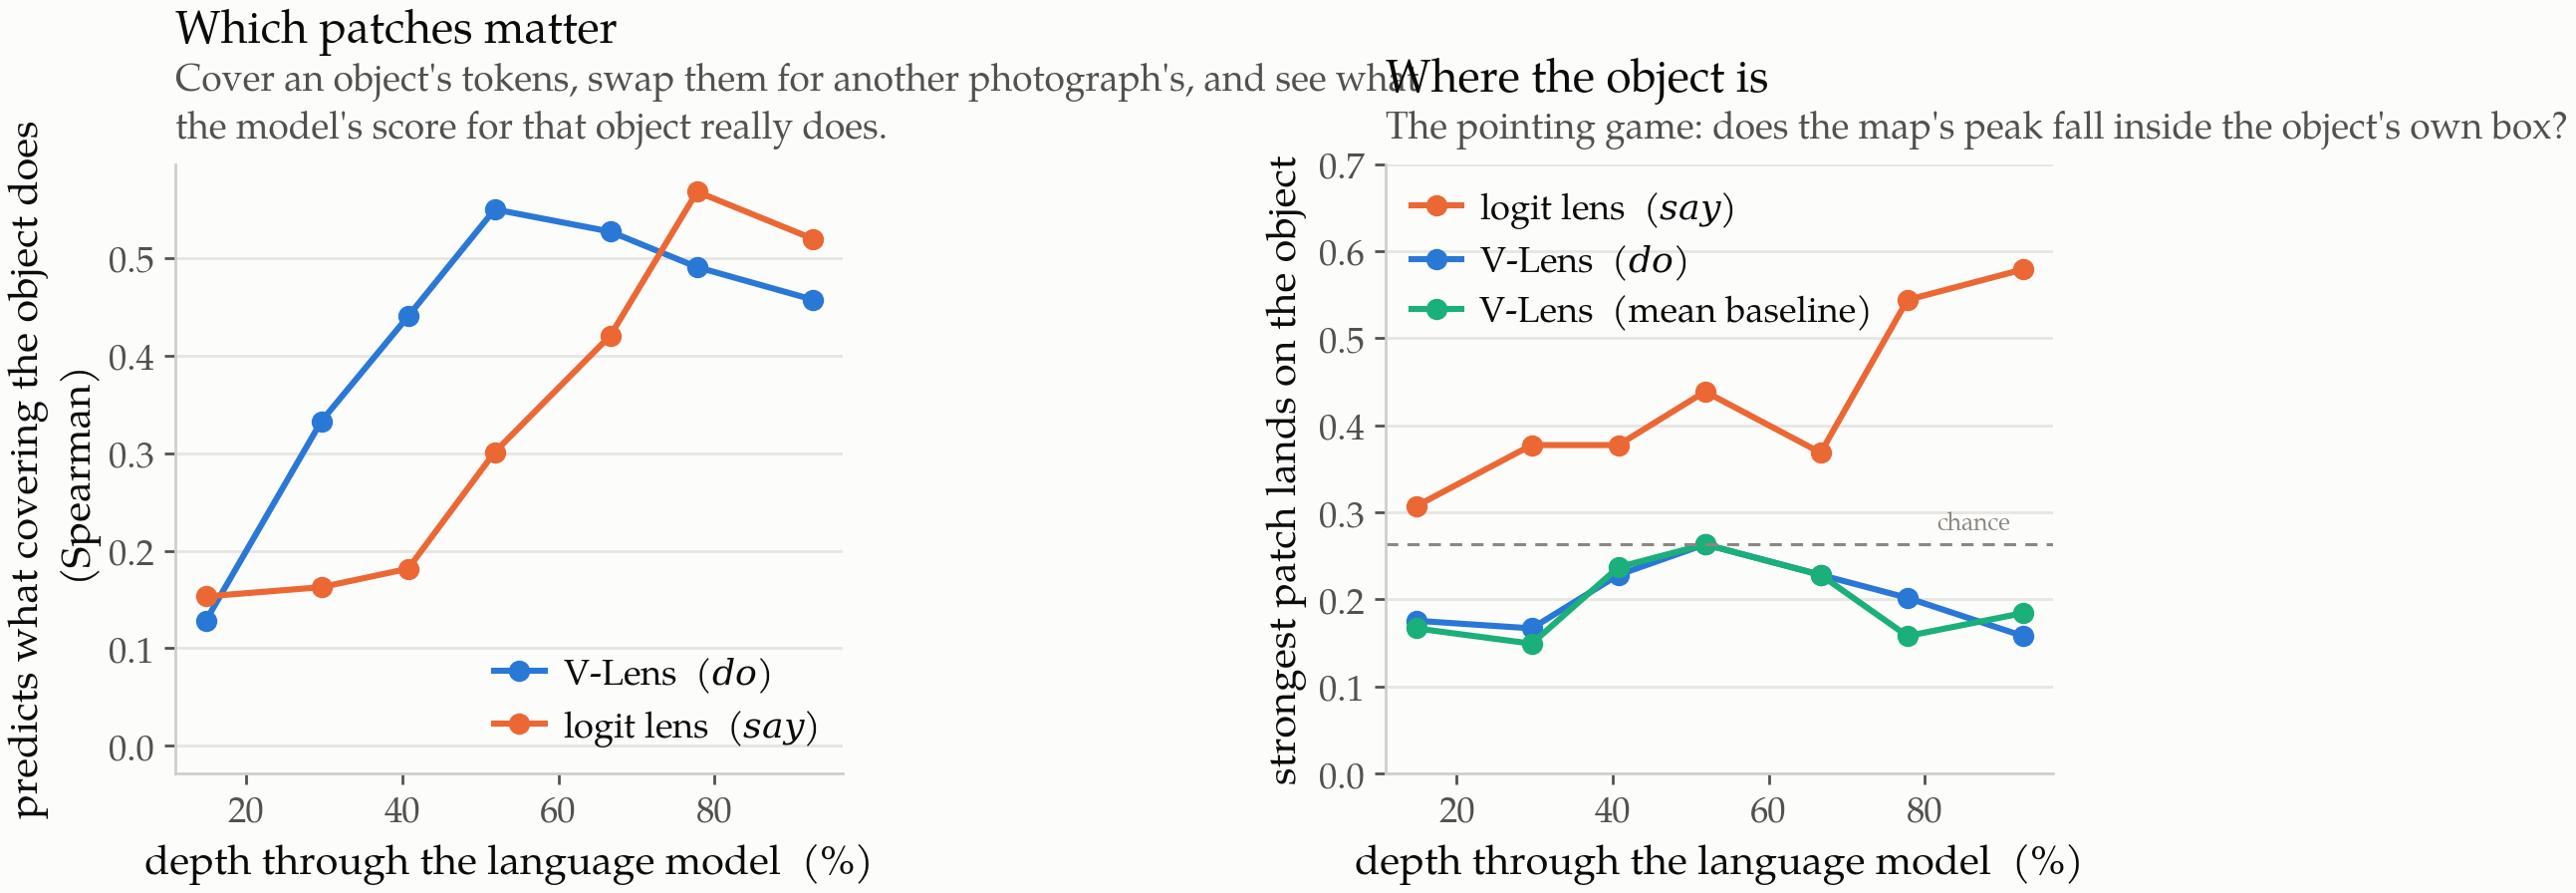 Which patches matter
Cover an object's tokens, swap them for another photograph's, and see what
the model's score for that object really does.
predicts what covering the object does
(Spearman)
0.5
0.4
0.3
0.2
0.1
0.0
V-Lens (do)
logit lens (say)
20 40 60 80
depth through the language model (%)
Where the object is
The pointing game: does the map's peak fall inside the object's own box?
strongest patch lands on the object
0.7
0.6
0.5
0.4
0.3
0.2
0.1
0.0
logit lens (say)
V-Lens (do)
V-Lens (mean baseline)
chance
20 40 60 80
depth through the language model (%)